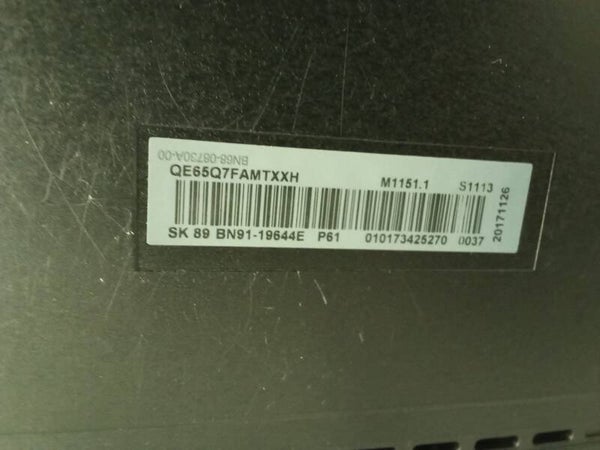 BN68-08730A-00
QE65Q7FAMTXXH M1151.1 S1113
SK 89 BN91-19644E P61 010173425270 0037
20171126